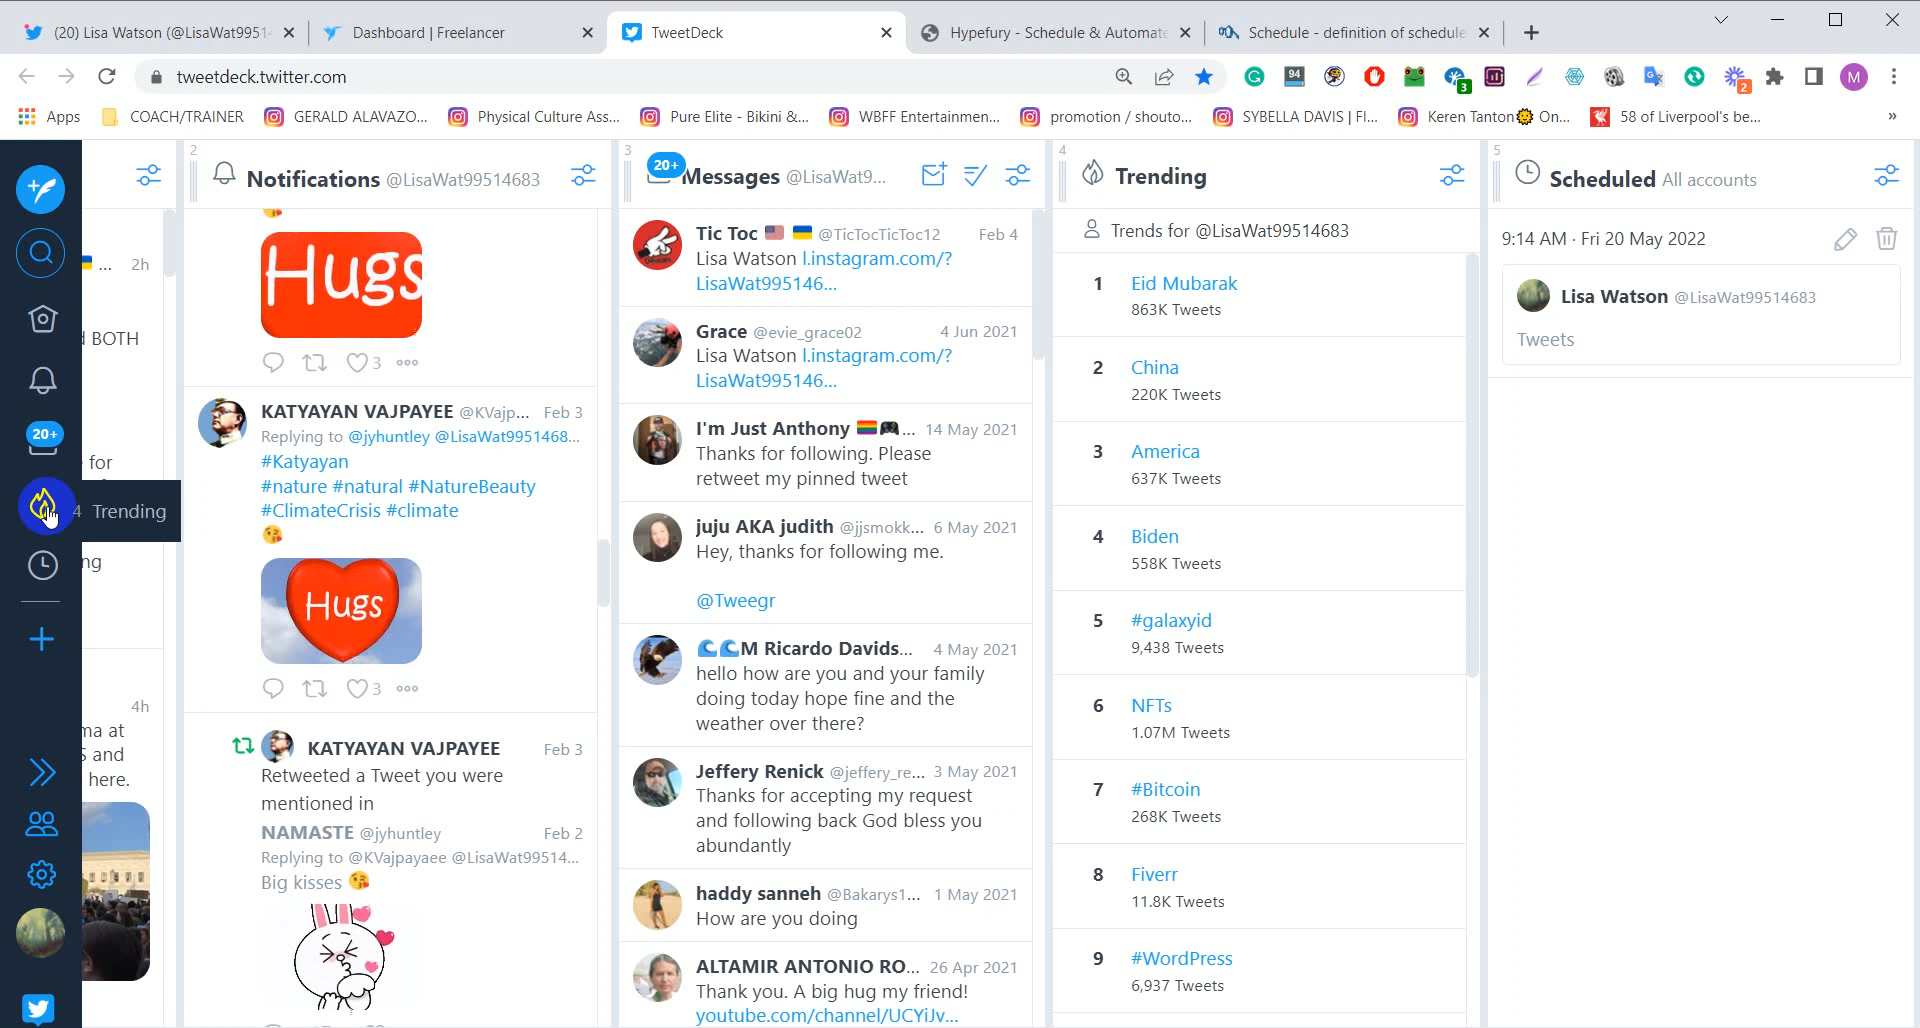 (20) Lisa Watson (@LisaWat9951
Dashboard | Freelancer
TweetDeck
Hypefury - Schedule & Automate
Schedule - definition of schedule
tweetdeck.twitter.com
94
3
2
M
Apps
COACH/TRAINER
GERALD ALAVAZO...
Physical Culture Ass...
Pure Elite - Bikini &...
WBFF Entertainmen...
promotion / shouto...
SYBELLA DAVIS | FI...
Keren Tanton🌞 On...
58 of Liverpool's be...
»
20+
4 Trending
... 2h
BOTH
for
ng
4h
ma at
S and
here.
2
Notifications @LisaWat99514683
Hugs
3
KATYAYAN VAJPAYEE @KVajp... Feb 3
Replying to @jyhuntley @LisaWat9951468...
#Katyayan
#nature #natural #NatureBeauty
#ClimateCrisis #climate
😘
Hugs
3
KATYAYAN VAJPAYEE Feb 3
Retweeted a Tweet you were
mentioned in
NAMASTE @jyhuntley Feb 2
Replying to @KVajpayaee @LisaWat99514...
Big kisses 😘
3
20+
Messages @LisaWat9...
Tic Toc 🇺🇸 🇺🇦 @TicTocTicToc12 Feb 4
Lisa Watson l.instagram.com/?
LisaWat995146...
Grace @evie_grace02 4 Jun 2021
Lisa Watson l.instagram.com/?
LisaWat995146...
I'm Just Anthony 🏳️‍🌈🎮... 14 May 2021
Thanks for following. Please
retweet my pinned tweet
juju AKA judith @jjsmokk... 6 May 2021
Hey, thanks for following me.
@Tweegr
🌊🌊M Ricardo Davids... 4 May 2021
hello how are you and your family
doing today hope fine and the
weather over there?
Jeffery Renick @jeffery_re... 3 May 2021
Thanks for accepting my request
and following back God bless you
abundantly
haddy sanneh @Bakarys1... 1 May 2021
How are you doing
ALTAMIR ANTONIO RO... 26 Apr 2021
Thank you. A big hug my friend!
youtube.com/channel/UCYiJv...
4
Trending
Trends for @LisaWat99514683
1 Eid Mubarak
863K Tweets
2 China
220K Tweets
3 America
637K Tweets
4 Biden
558K Tweets
5 #galaxyid
9,438 Tweets
6 NFTs
1.07M Tweets
7 #Bitcoin
268K Tweets
8 Fiverr
11.8K Tweets
9 #WordPress
6,937 Tweets
5
Scheduled All accounts
9:14 AM · Fri 20 May 2022
Lisa Watson @LisaWat99514683
Tweets